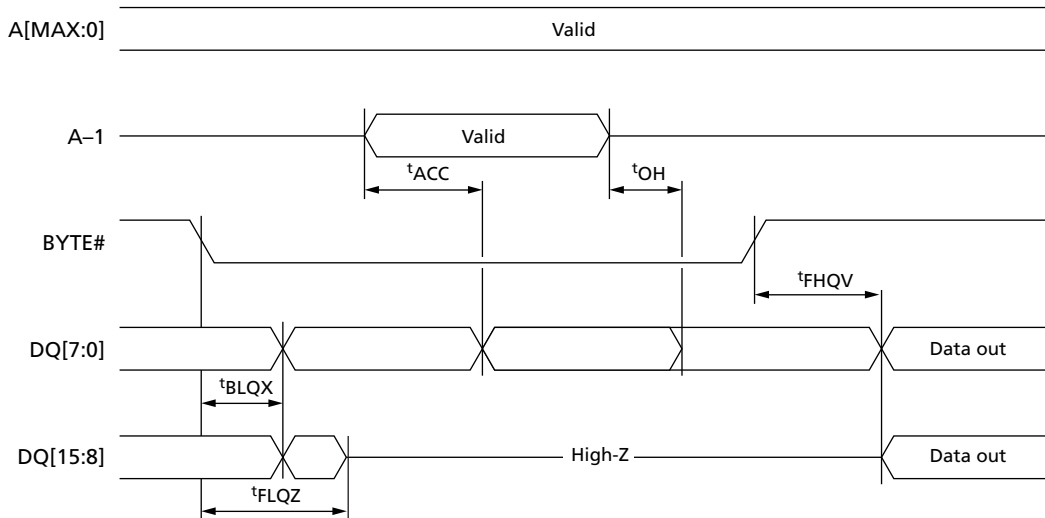 A[MAX:0] Valid
A–1 Valid
tACC tOH
BYTE#
tFHQV
DQ[7:0] Data out
tBLQX
DQ[15:8] High-Z Data out
tFLQZ